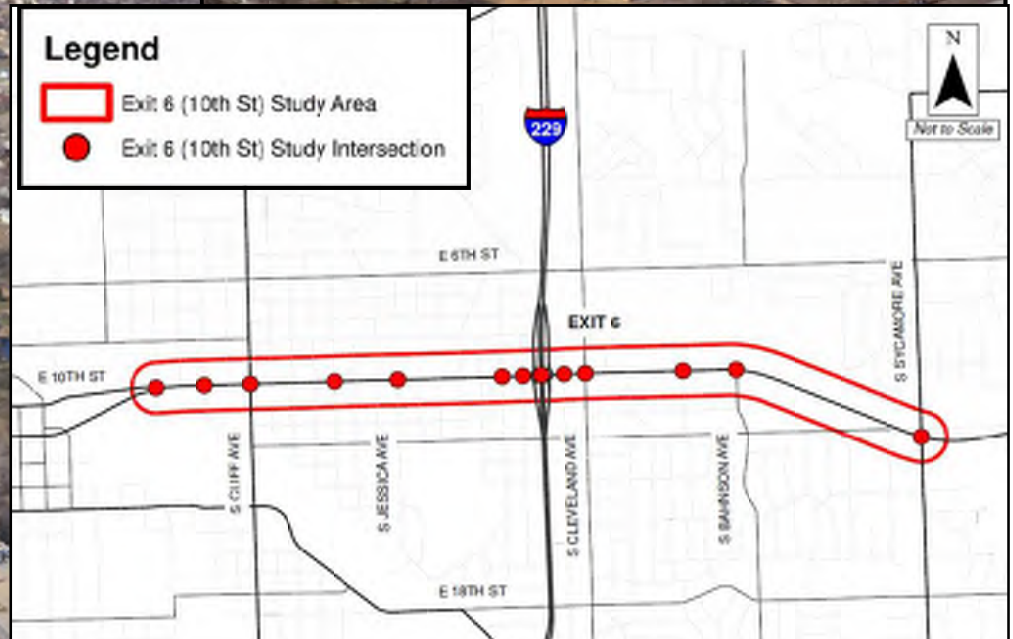 Legend
Exit 6 (10th St) Study Area
Exit 6 (10th St) Study Intersection
N
Not to Scale
229
E 6TH ST
EXIT 6
S SYCAMORE AVE
E 10TH ST
S CLIFF AVE
S JESSICA AVE
S CLEVELAND AVE
S BAHNSON AVE
E 18TH ST